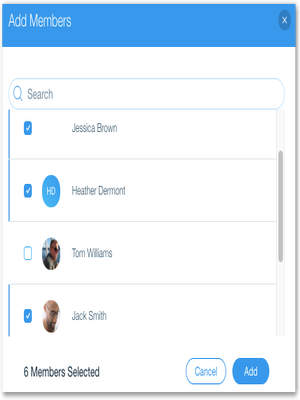 Add Members
X
Search
Jessica Brown
HD
Heather Dermont
Tom Williams
Jack Smith
6 Members Selected
Cancel
Add